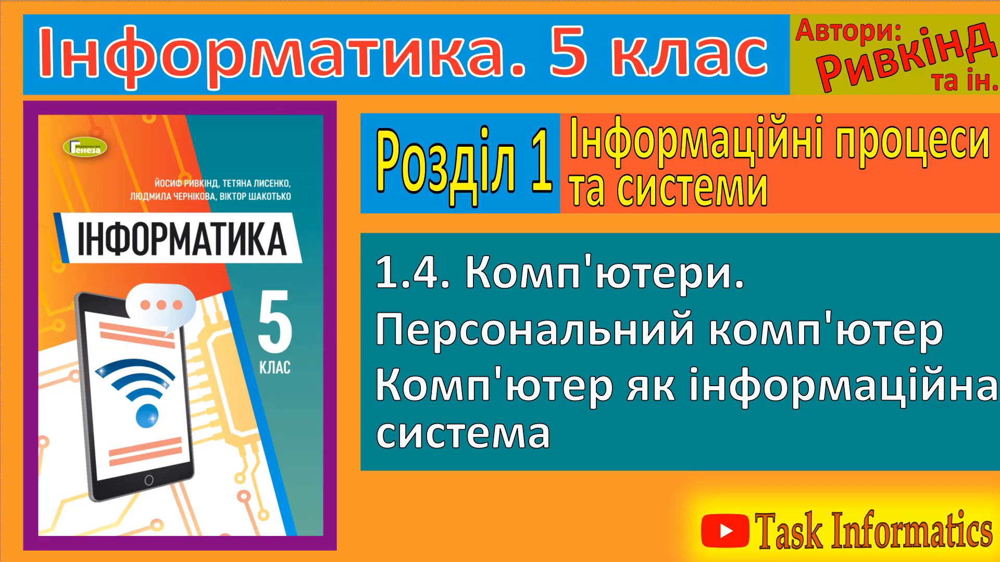 Інформатика. 5 клас
Автори:
Ривкінд
та ін.
видавництво
Генеза
ЙОСИФ РИВКІНД, ТЕТЯНА ЛИСЕНКО,
ЛЮДМИЛА ЧЕРНІКОВА, ВІКТОР ШАКОТЬКО
ІНФОРМАТИКА
5
КЛАС
Розділ 1
Інформаційні процеси
та системи
1.4. Комп'ютери.
Персональний комп'ютер
Комп'ютер як інформаційна
система
Task Informatics